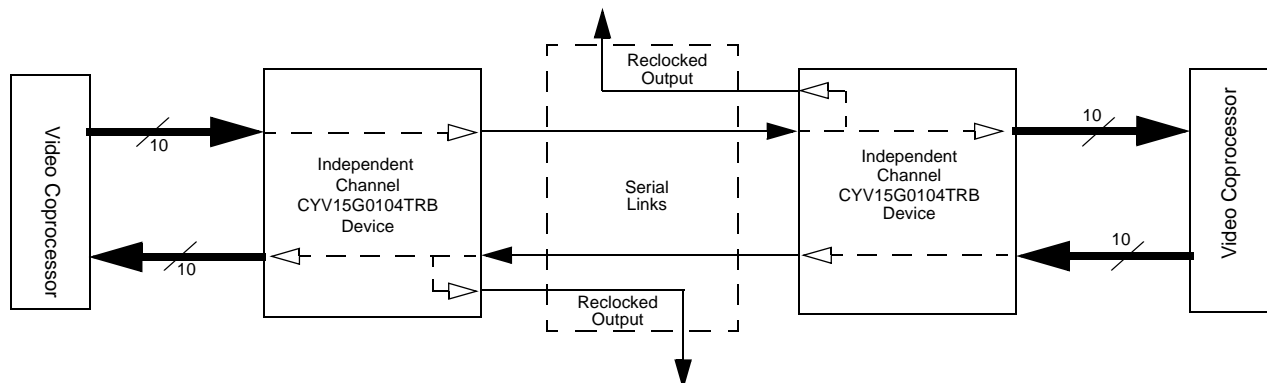 Video Coprocessor
10
10
Independent
Channel
CYV15G0104TRB
Device
Reclocked
Output
Serial
Links
Reclocked
Output
Independent
Channel
CYV15G0104TRB
Device
10
10
Video Coprocessor